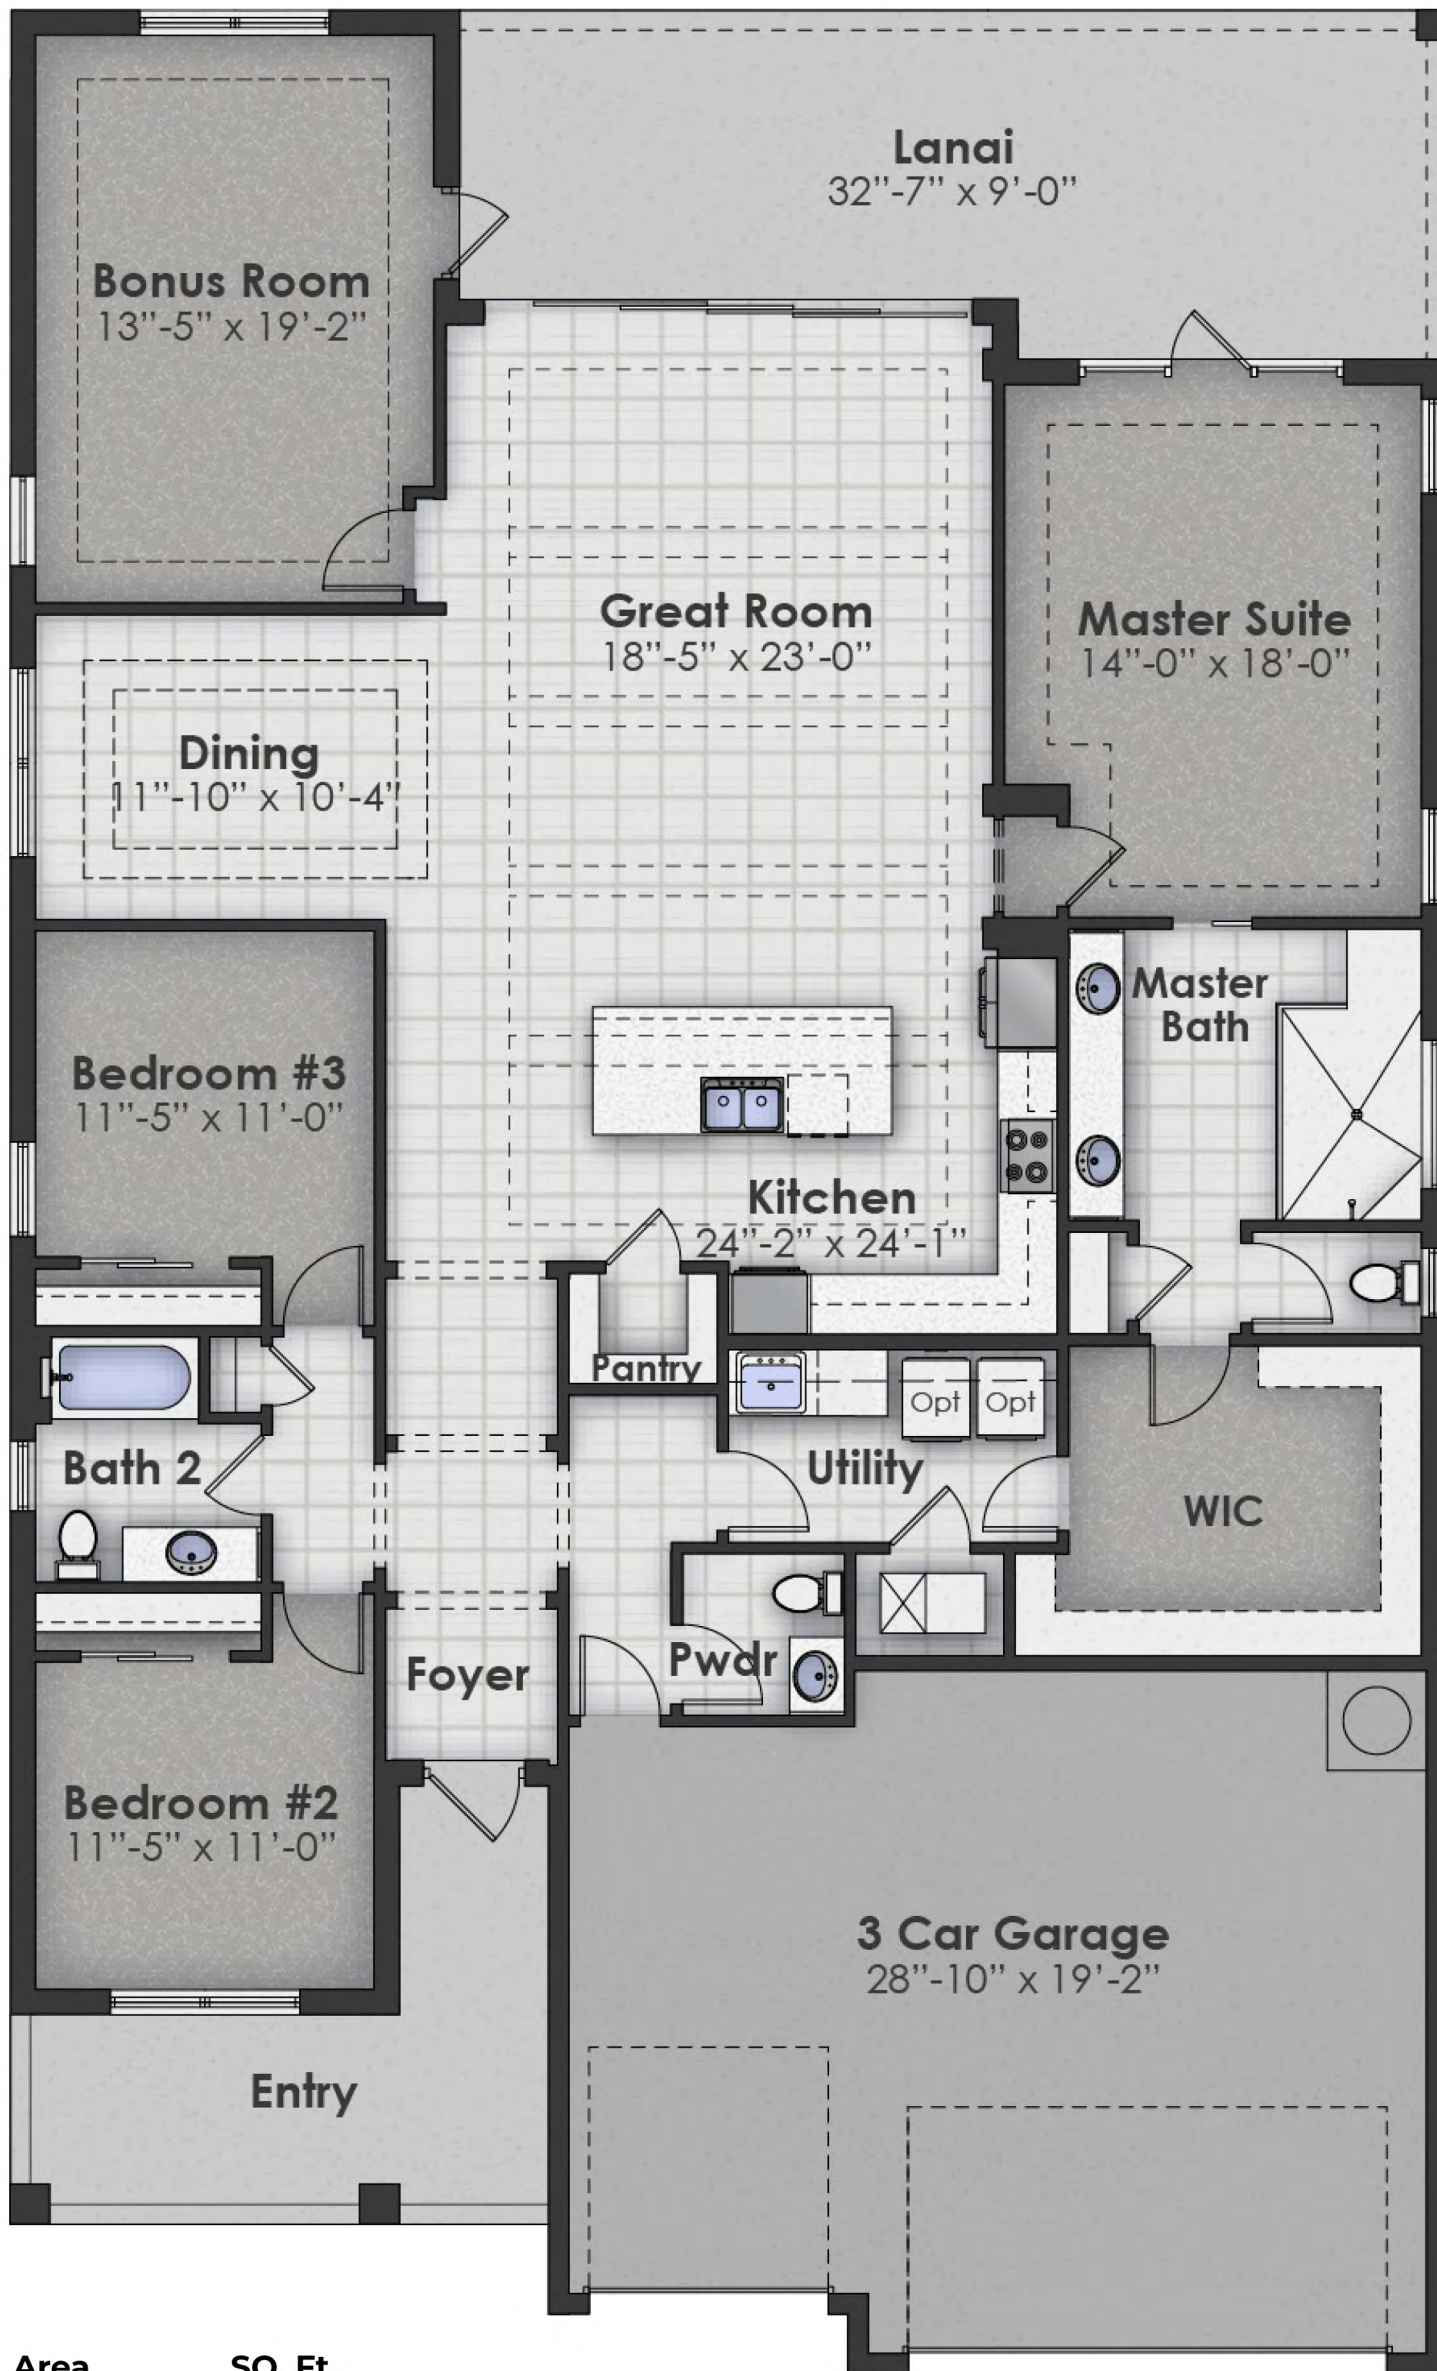 Lanai
32”-7” x 9’-0”
Bonus Room
13”-5” x 19’-2”
Great Room
18”-5” x 23’-0”
Master Suite
14”-0” x 18’-0”
Dining
11”-10” x 10’-4”
Master
Bath
Bedroom #3
11”-5” x 11’-0”
Kitchen
24”-2” x 24’-1”
Pantry
Opt
Opt
Bath 2
Utility
WIC
Foyer
Pwdr
Bedroom #2
11”-5” x 11’-0”
3 Car Garage
28”-10” x 19’-2”
Entry
Area SQ. Ft.